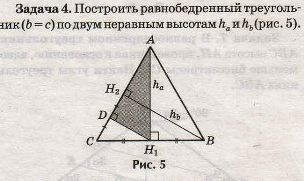 Задача 4. Построить равнобедренный треуголь-
ник (b = c) по двум неравным высотам hₐ и h_b (рис. 5).
A
H₂
hₐ
D
h_b
C
H₁
B
Рис. 5